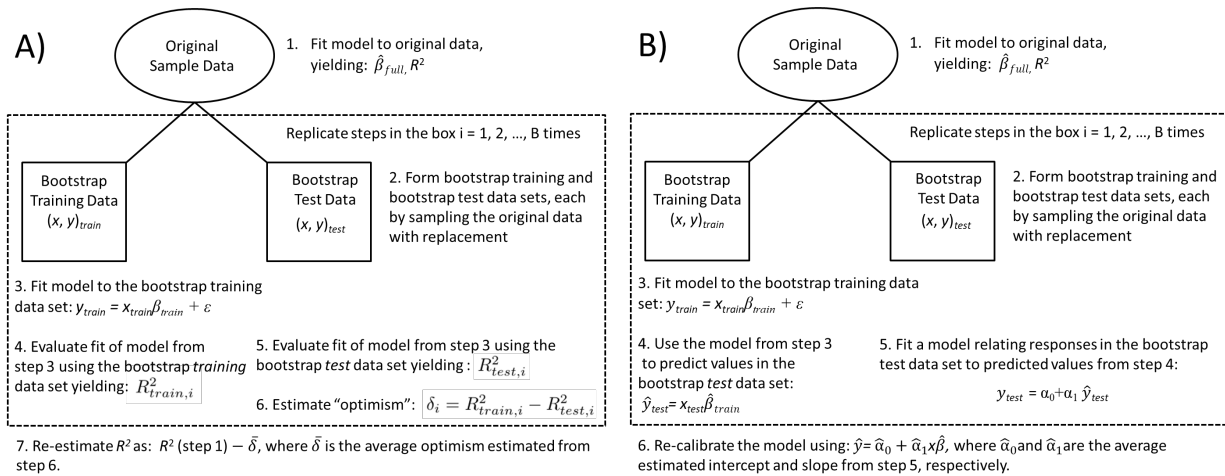 A)
Original
Sample Data
1. Fit model to original data,
yielding: β̂full, R²
Replicate steps in the box i = 1, 2, ..., B times
Bootstrap
Training Data
(x, y)train
Bootstrap
Test Data
(x, y)test
2. Form bootstrap training and
bootstrap test data sets, each
by sampling the original data
with replacement
3. Fit model to the bootstrap training
data set: ytrain = xtrainβtrain + ε
4. Evaluate fit of model from
step 3 using the bootstrap training
data set yielding: R²train,i
5. Evaluate fit of model from step 3 using the
bootstrap test data set yielding : R²test,i
6. Estimate “optimism”: δi = R²train,i − R²test,i
7. Re-estimate R² as: R² (step 1) − δ̄, where δ̄ is the average optimism estimated from
step 6.
B)
Original
Sample Data
1. Fit model to original data,
yielding: β̂full, R²
Replicate steps in the box i = 1, 2, ..., B times
Bootstrap
Training Data
(x, y)train
Bootstrap
Test Data
(x, y)test
2. Form bootstrap training and
bootstrap test data sets, each
by sampling the original data
with replacement
3. Fit model to the bootstrap training data
set: ytrain = xtrainβtrain + ε
4. Use the model from step 3
to predict values in the
bootstrap test data set:
ŷtest= xtestβ̂train
5. Fit a model relating responses in the bootstrap
test data set to predicted values from step 4:
ytest = α0+α1 ŷtest
6. Re-calibrate the model using: ŷ= α̂0 + α̂1xβ̂, where α̂0and α̂1are the average
estimated intercept and slope from step 5, respectively.